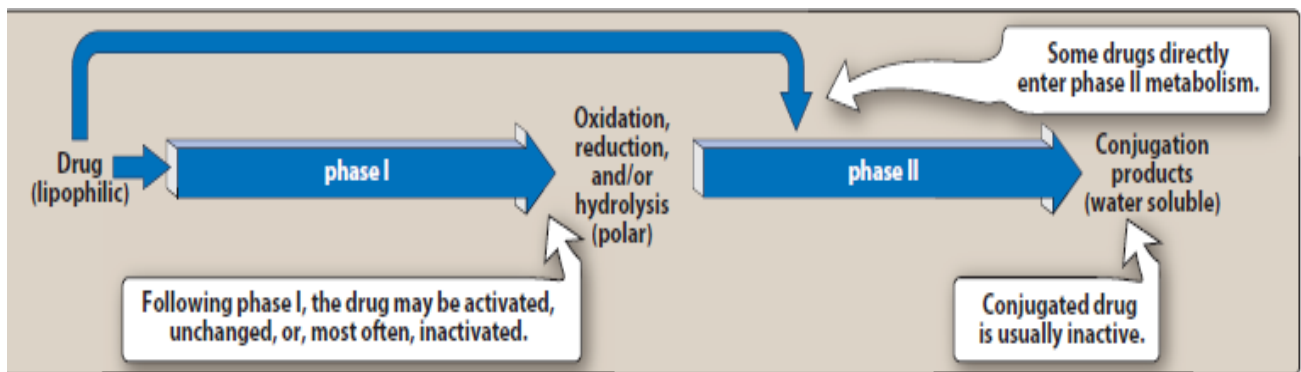 Some drugs directly
enter phase II metabolism.
Drug
(lipophilic)
phase I
Oxidation,
reduction,
and/or
hydrolysis
(polar)
phase II
Conjugation
products
(water soluble)
Following phase I, the drug may be activated,
unchanged, or, most often, inactivated.
Conjugated drug
is usually inactive.